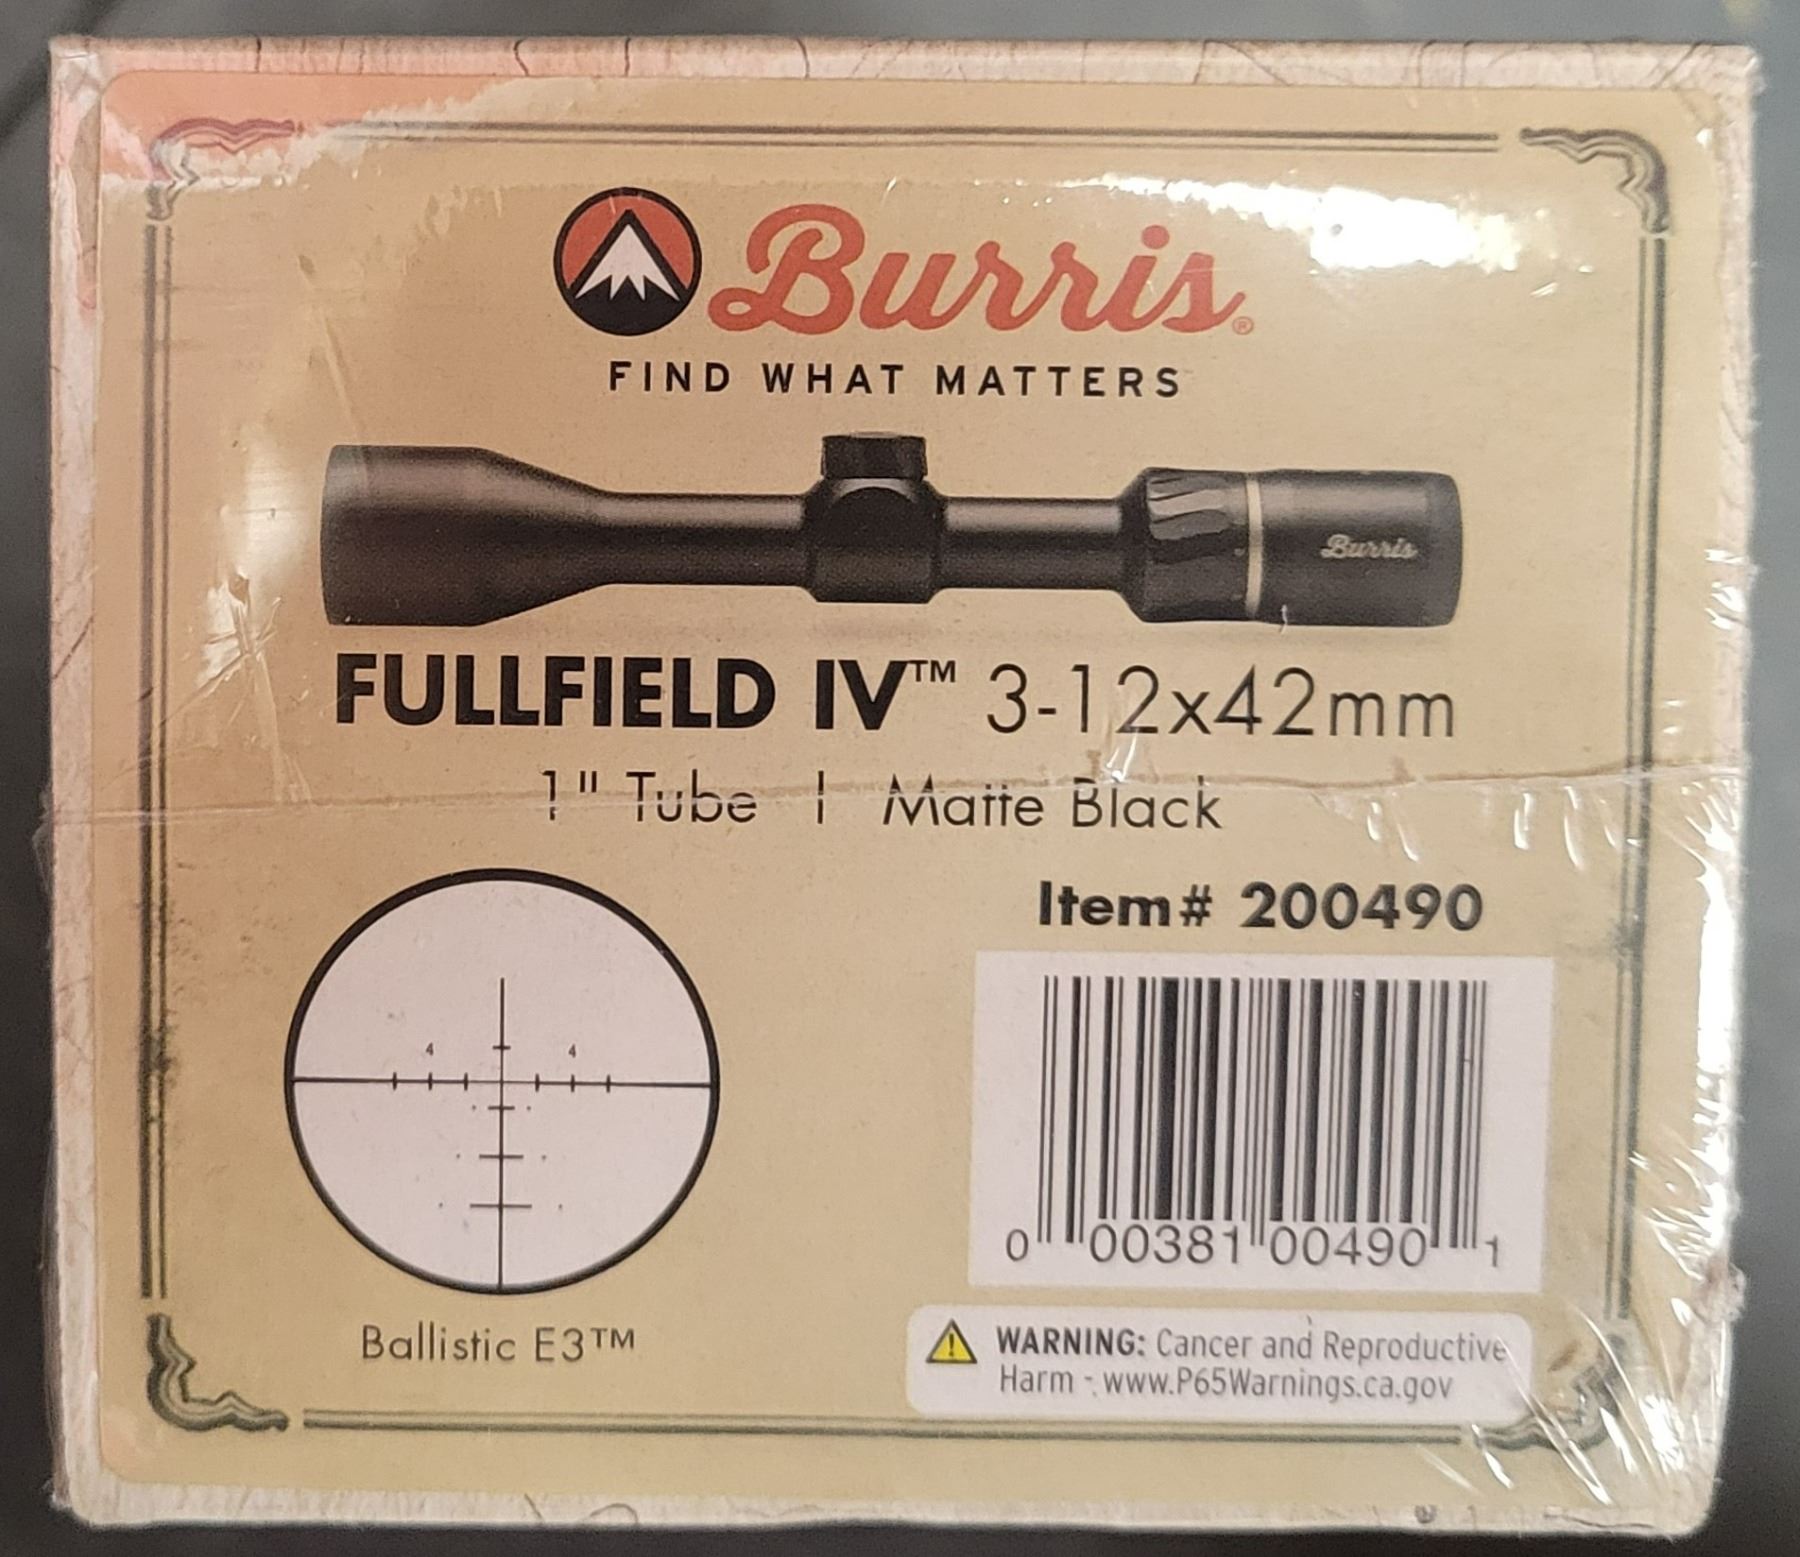 Burris®
FIND WHAT MATTERS
Burris
FULLFIELD IV™ 3-12x42mm
1" Tube | Matte Black
Item# 200490
4 4
0 00381 00490 1
Ballistic E3™
WARNING: Cancer and Reproductive
Harm - www.P65Warnings.ca.gov